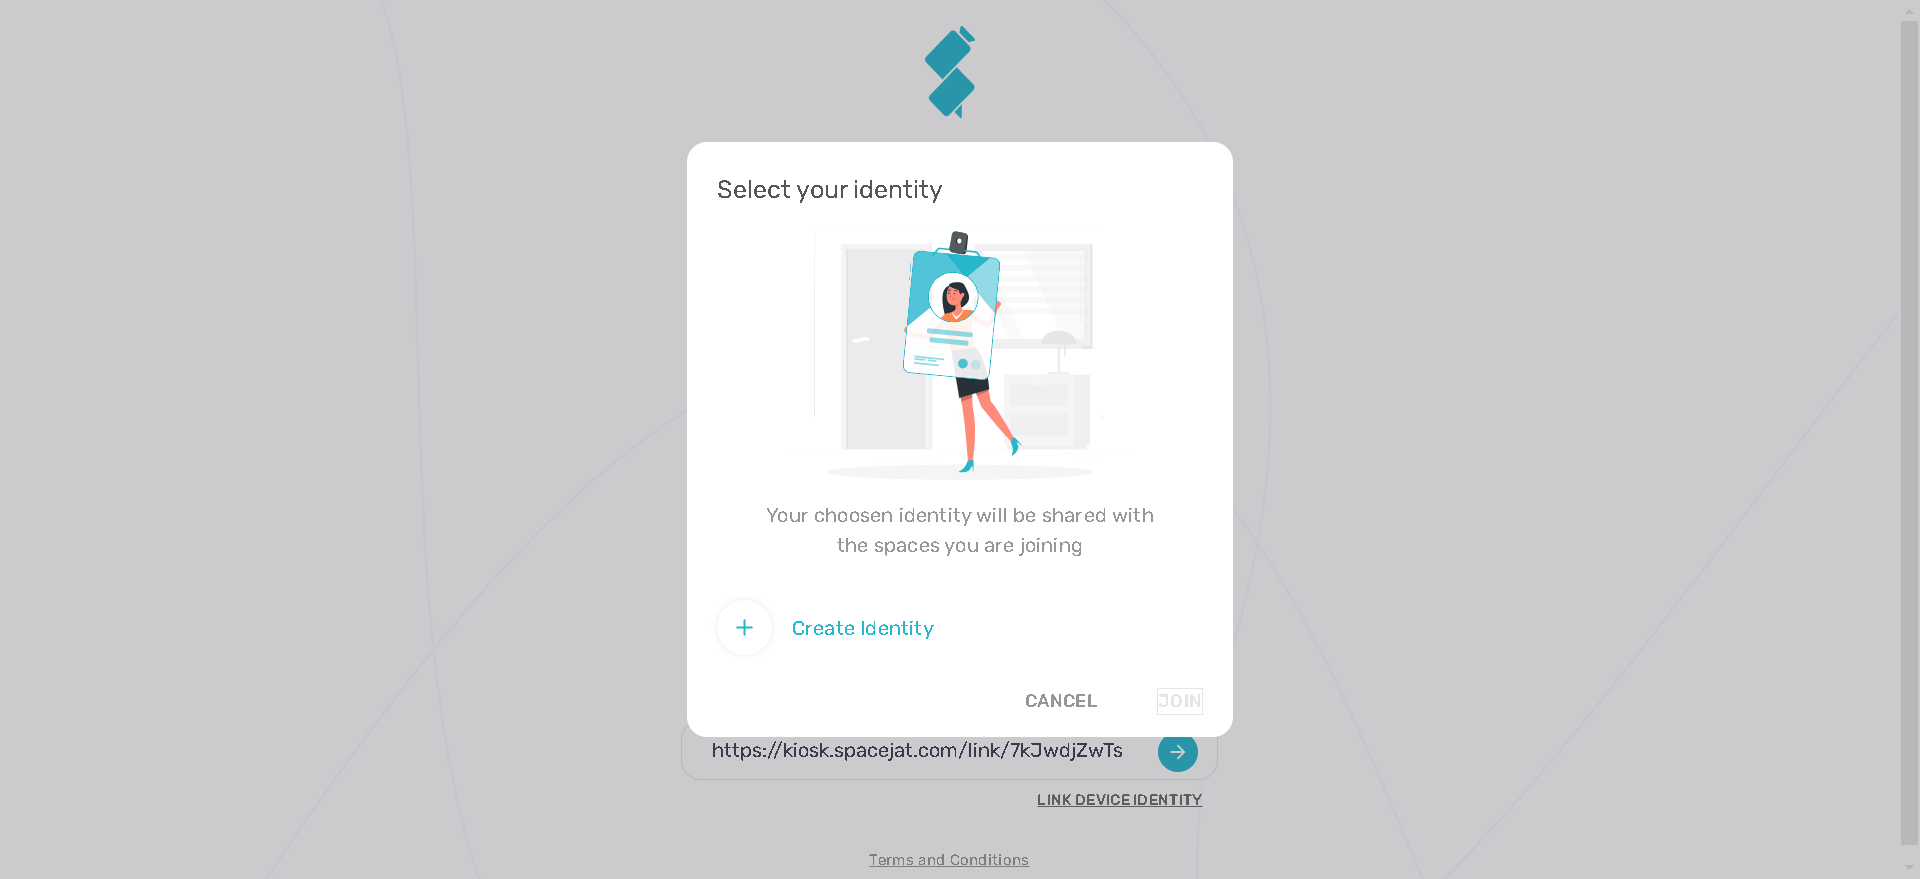 Select your identity
Your choosen identity will be shared with
the spaces you are joining
Create Identity
CANCEL JOIN
https://kiosk.spacejat.com/link/7kJwdjZwTs
LINK DEVICE IDENTITY
Terms and Conditions